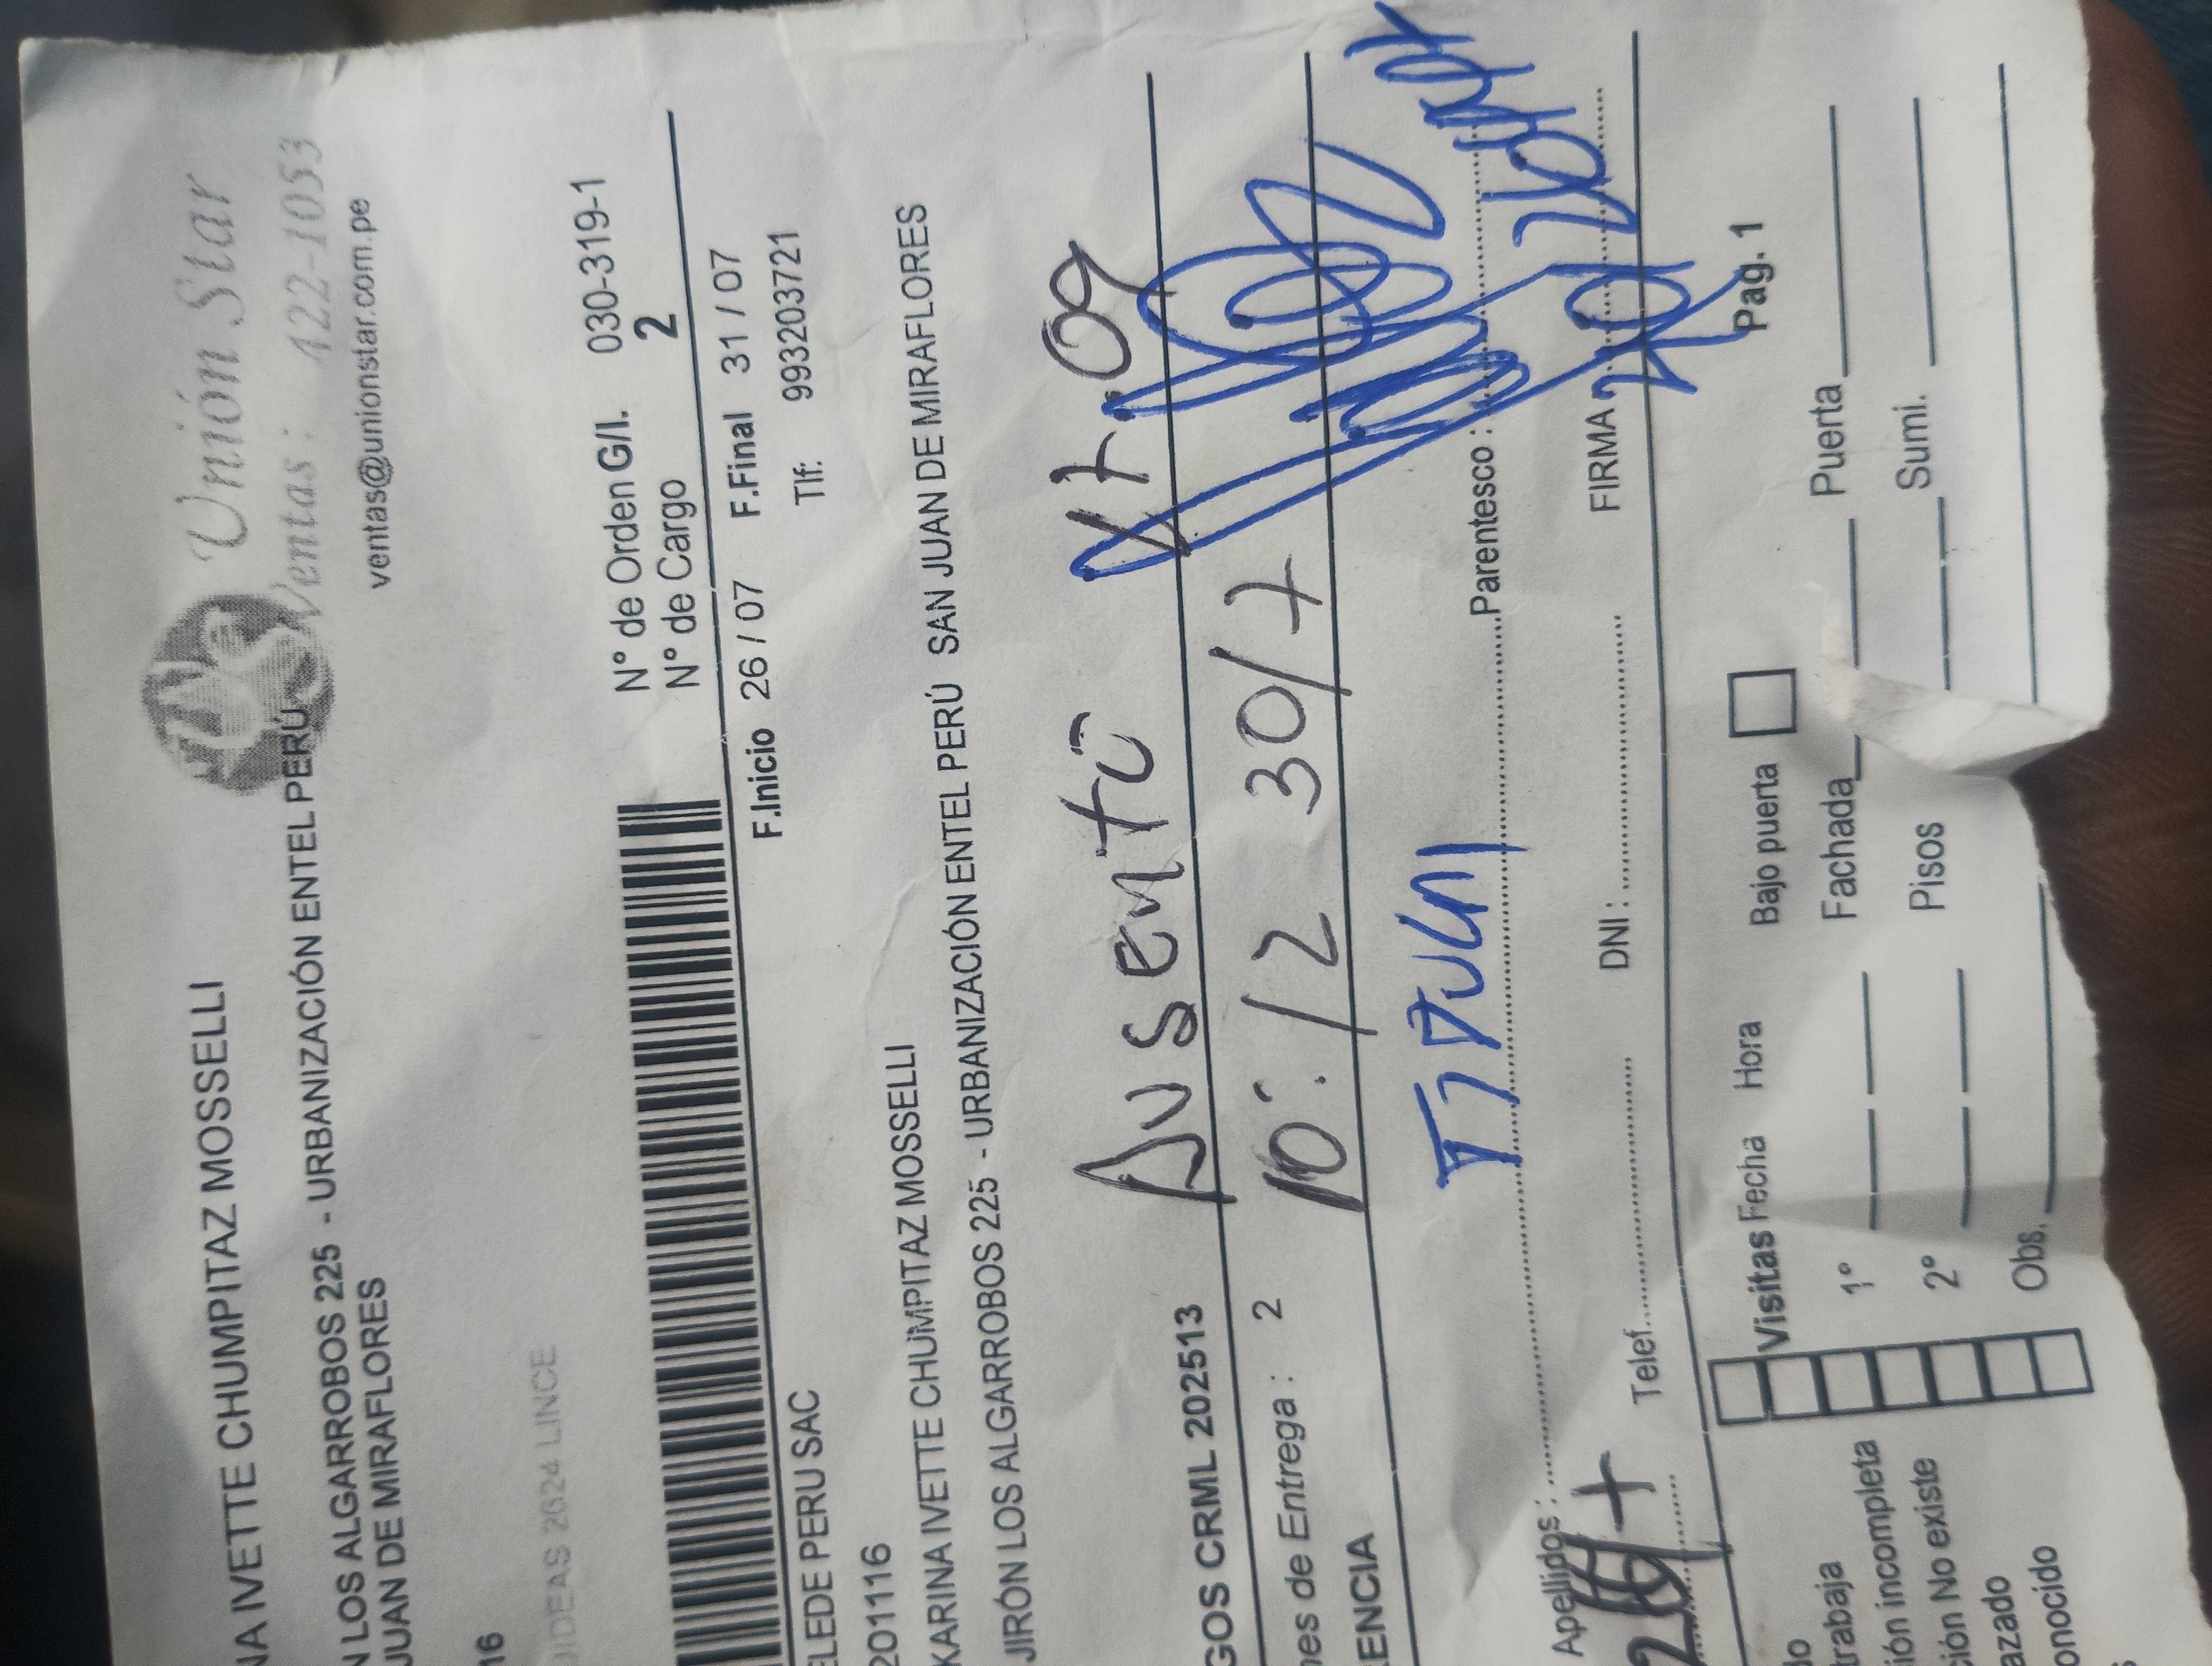 Unión Star
Ventas: 422-1053
ventas@unionstar.com.pe
NA IVETTE CHUMPITAZ MOSSELLI
N LOS ALGARROBOS 225 - URBANIZACIÓN ENTEL PERÚ
JUAN DE MIRAFLORES
16
IDEAS 2624 LINCE
N° de Orden G/I. 030-319-1
N° de Cargo 2
F.Inicio 26 / 07 F.Final 31 / 07
ELEDE PERU SAC Tlf: 993203721
201116
KARINA IVETTE CHUMPITAZ MOSSELLI
JIRÓN LOS ALGARROBOS 225 - URBANIZACIÓN ENTEL PERÚ SAN JUAN DE MIRAFLORES
Ausente
GOS CRML 202513
nes de Entrega : 2 10:12 30/7
ENCIA
Apellidos : Parentesco :
Telef. DNI : FIRMA
Pag. 1
do Visitas Fecha Hora Bajo puerta
trabaja 1° Fachada Puerta
ión incompleta 2° Pisos Sumi.
ción No existe Obs.
azado
onocido